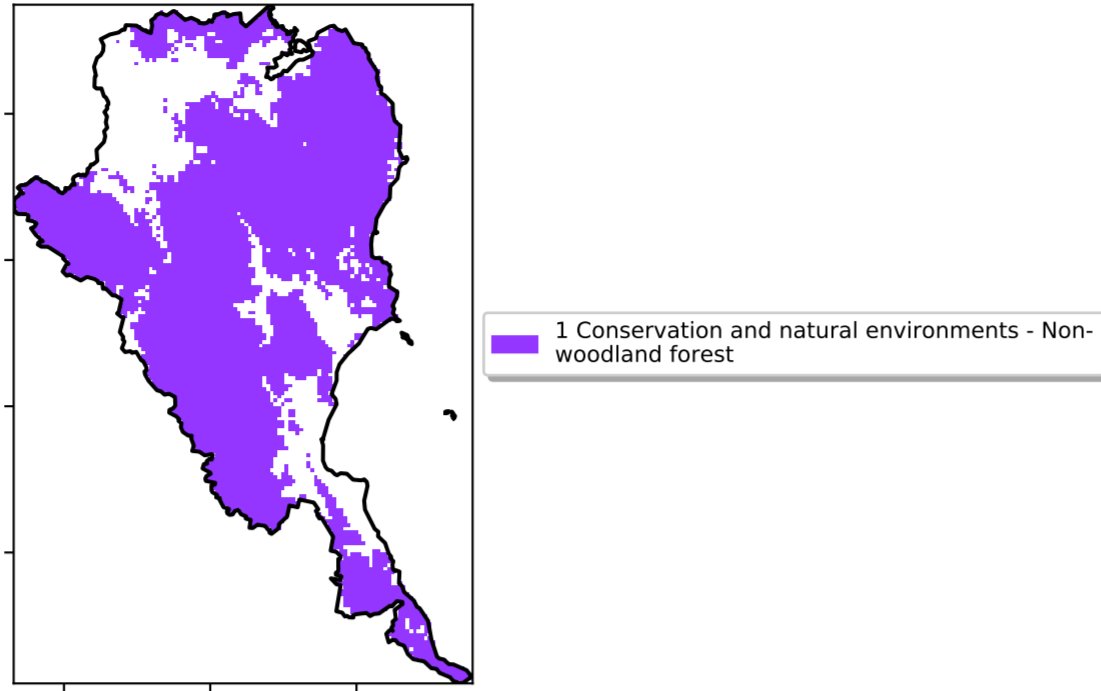 1 Conservation and natural environments - Non-
woodland forest